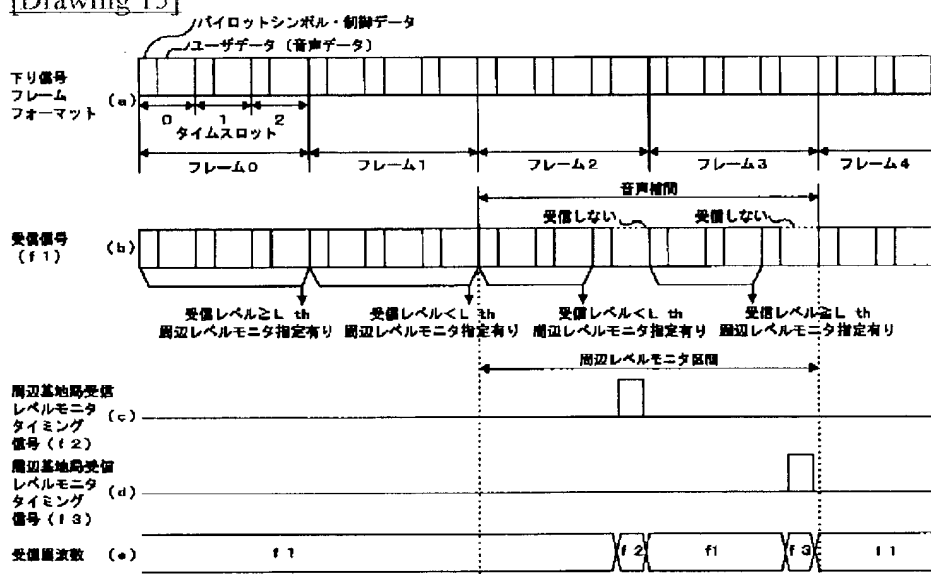 [Drawing 15]
パイロットシンボル・制御データ
ユーザデータ（音声データ）
下り信号
フレーム
フォーマット
(a)
0 1 2
タイムスロット
フレーム0 フレーム1 フレーム2 フレーム3 フレーム4
音声補間
受信しない 受信しない
受信信号
(f1)
(b)
受信レベル≧L th 受信レベル<L th 受信レベル<L th 受信レベル≧L th
周辺レベルモニタ指定有り 周辺レベルモニタ指定有り 周辺レベルモニタ指定有り 周辺レベルモニタ指定有り
周辺レベルモニタ区間
周辺基地局受信
レベルモニタ
タイミング
信号(f2)
(c)
周辺基地局受信
レベルモニタ
タイミング
信号(f3)
(d)
受信周波数 (e) f1 f2 f1 f3 f1